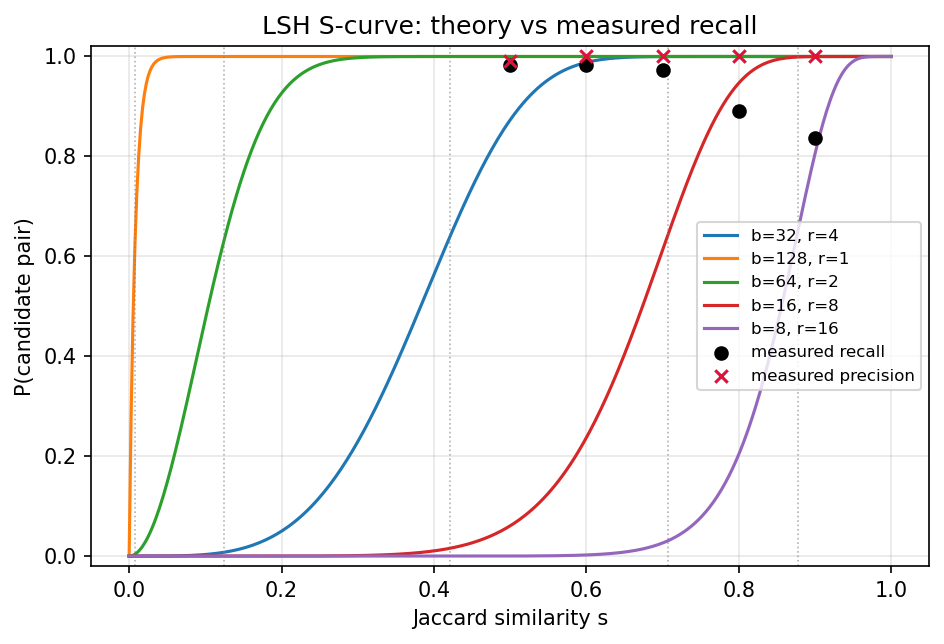 LSH S-curve: theory vs measured recall
P(candidate pair)
1.0
0.8
0.6
0.4
0.2
0.0
b=32, r=4
b=128, r=1
b=64, r=2
b=16, r=8
b=8, r=16
measured recall
measured precision
0.0 0.2 0.4 0.6 0.8 1.0
Jaccard similarity s